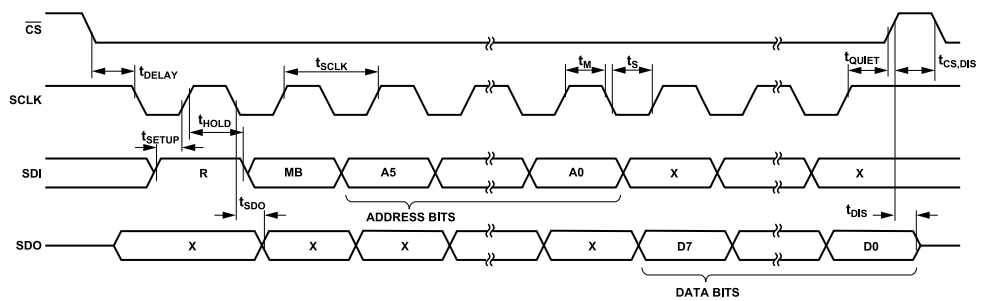 CS
tDELAY
tSCLK
tM
tS
tQUIET
tCS,DIS
SCLK
tSETUP
tHOLD
SDI
R
MB
A5
A0
X
X
tSDO
ADDRESS BITS
tDIS
SDO
X
X
X
X
D7
D0
DATA BITS